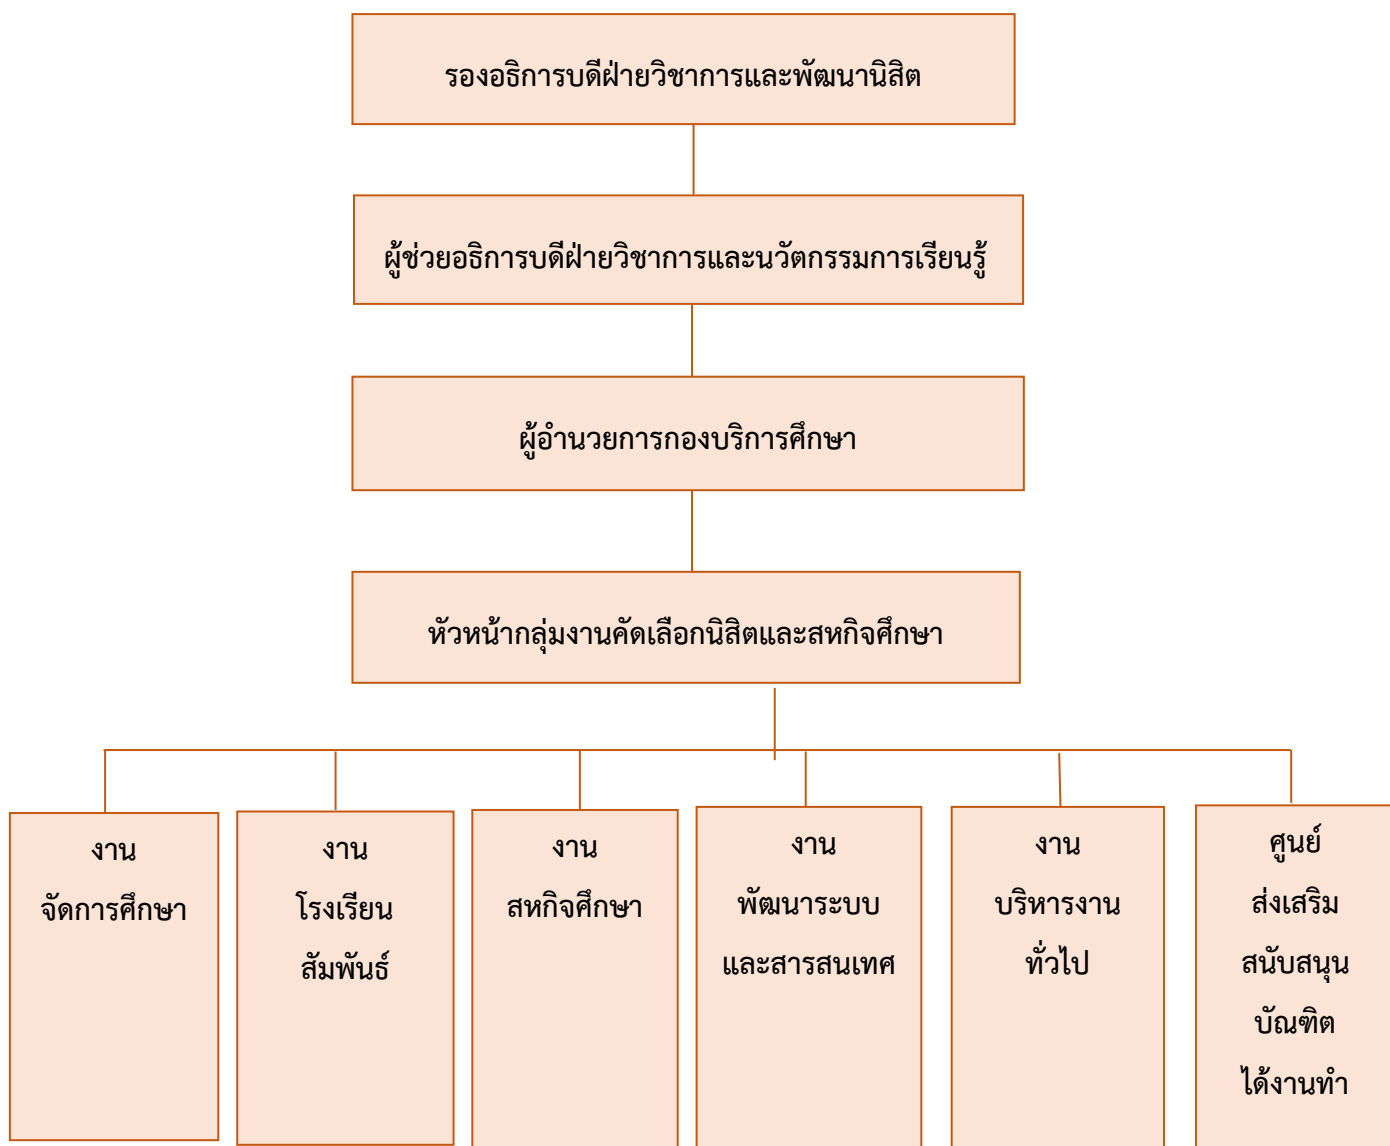 รองอธิการบดีฝ่ายวิชาการและพัฒนานิสิต
ผู้ช่วยอธิการบดีฝ่ายวิชาการและนวัตกรรมการเรียนรู้
ผู้อำนวยการกองบริการศึกษา
หัวหน้ากลุ่มงานคัดเลือกนิสิตและสหกิจศึกษา
งาน
จัดการศึกษา
งาน
โรงเรียน
สัมพันธ์
งาน
สหกิจศึกษา
งาน
พัฒนาระบบ
และสารสนเทศ
งาน
บริหารงาน
ทั่วไป
ศูนย์
ส่งเสริม
สนับสนุน
บัณฑิต
ได้งานทำ